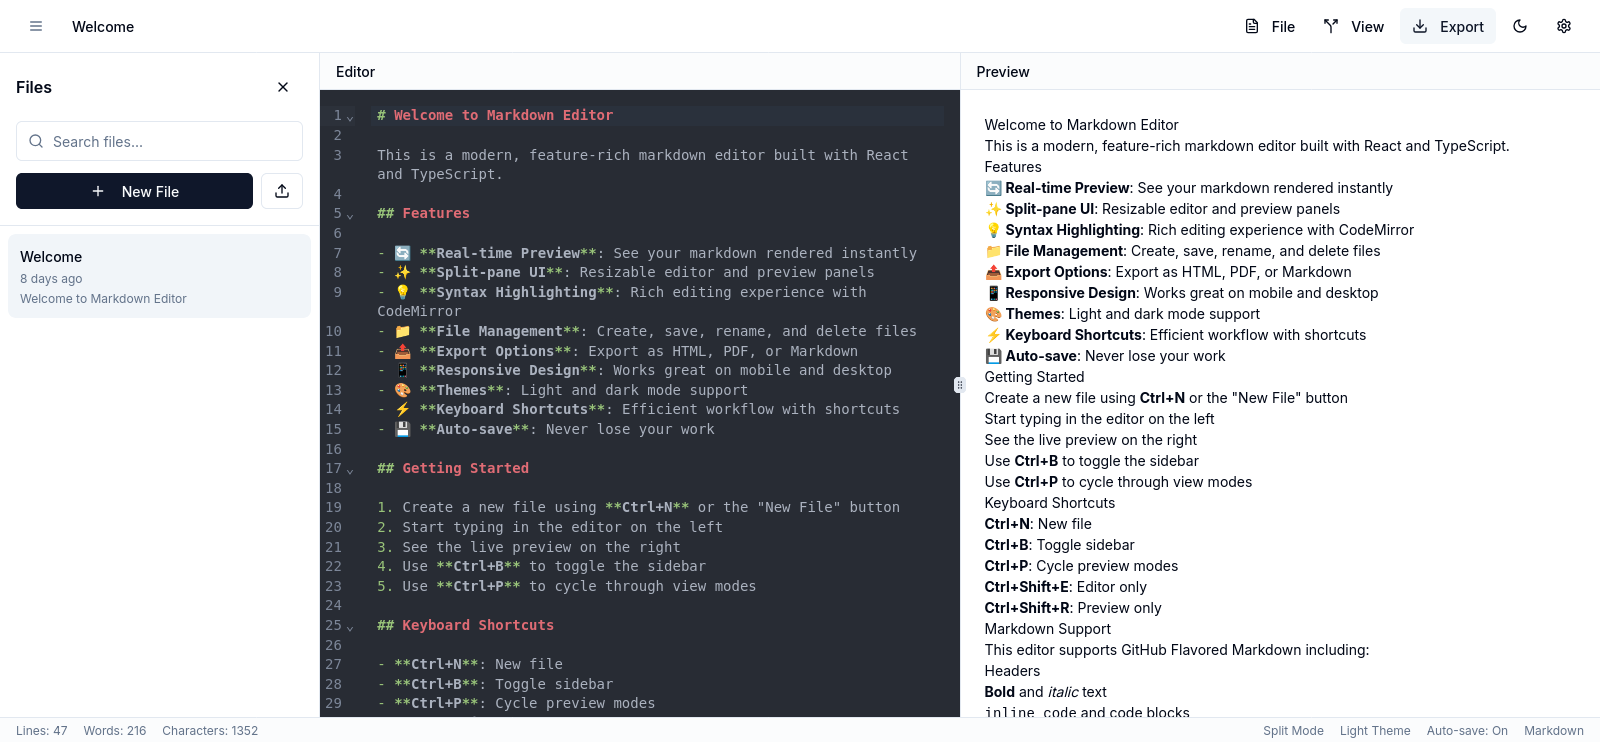 Welcome
File
View
Export
Files
Search files...
New File
Welcome
8 days ago
Welcome to Markdown Editor
Editor
1 # Welcome to Markdown Editor
2
3 This is a modern, feature-rich markdown editor built with React
and TypeScript.
4
5 ## Features
6
7 - 🔄 **Real-time Preview**: See your markdown rendered instantly
8 - ✨ **Split-pane UI**: Resizable editor and preview panels
9 - 💡 **Syntax Highlighting**: Rich editing experience with
CodeMirror
10 - 📁 **File Management**: Create, save, rename, and delete files
11 - 📤 **Export Options**: Export as HTML, PDF, or Markdown
12 - 📱 **Responsive Design**: Works great on mobile and desktop
13 - 🎨 **Themes**: Light and dark mode support
14 - ⚡ **Keyboard Shortcuts**: Efficient workflow with shortcuts
15 - 💾 **Auto-save**: Never lose your work
16
17 ## Getting Started
18
19 1. Create a new file using **Ctrl+N** or the "New File" button
20 2. Start typing in the editor on the left
21 3. See the live preview on the right
22 4. Use **Ctrl+B** to toggle the sidebar
23 5. Use **Ctrl+P** to cycle through view modes
24
25 ## Keyboard Shortcuts
26
27 - **Ctrl+N**: New file
28 - **Ctrl+B**: Toggle sidebar
29 - **Ctrl+P**: Cycle preview modes
Preview
Welcome to Markdown Editor
This is a modern, feature-rich markdown editor built with React and TypeScript.
Features
🔄 Real-time Preview: See your markdown rendered instantly
✨ Split-pane UI: Resizable editor and preview panels
💡 Syntax Highlighting: Rich editing experience with CodeMirror
📁 File Management: Create, save, rename, and delete files
📤 Export Options: Export as HTML, PDF, or Markdown
📱 Responsive Design: Works great on mobile and desktop
🎨 Themes: Light and dark mode support
⚡ Keyboard Shortcuts: Efficient workflow with shortcuts
💾 Auto-save: Never lose your work
Getting Started
Create a new file using Ctrl+N or the "New File" button
Start typing in the editor on the left
See the live preview on the right
Use Ctrl+B to toggle the sidebar
Use Ctrl+P to cycle through view modes
Keyboard Shortcuts
Ctrl+N: New file
Ctrl+B: Toggle sidebar
Ctrl+P: Cycle preview modes
Ctrl+Shift+E: Editor only
Ctrl+Shift+R: Preview only
Markdown Support
This editor supports GitHub Flavored Markdown including:
Headers
Bold and italic text
inline code and code blocks
Lines: 47
Words: 216
Characters: 1352
Split Mode
Light Theme
Auto-save: On
Markdown